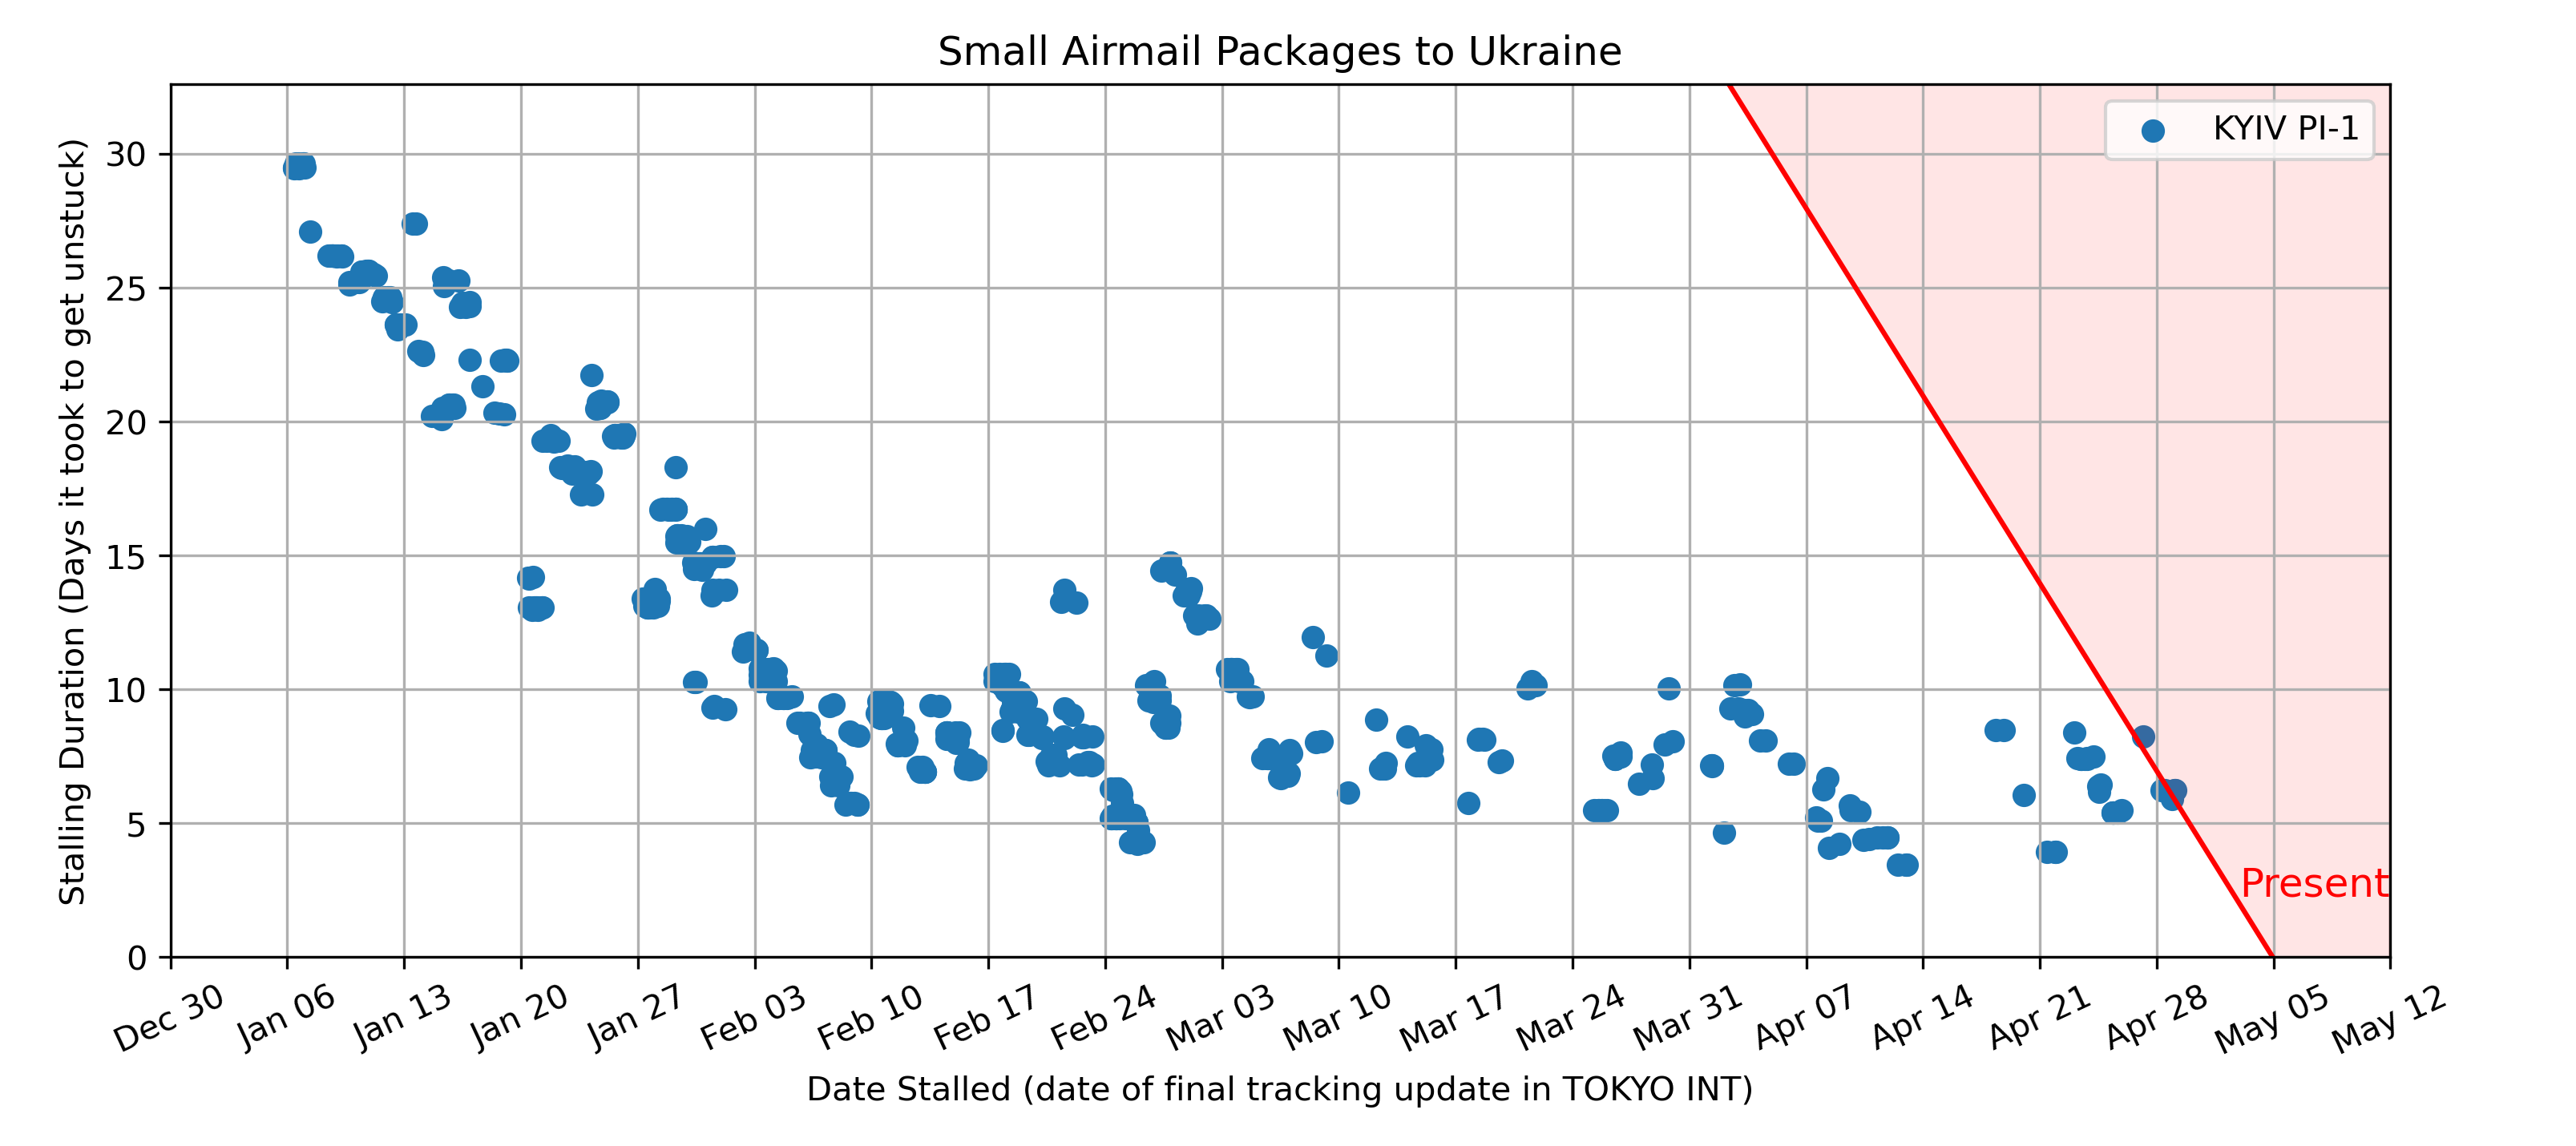 Small Airmail Packages to Ukraine
KYIV PI-1
Stalling Duration (Days it took to get unstuck)
30
25
20
15
10
5
0
Present
Dec 30
Jan 06
Jan 13
Jan 20
Jan 27
Feb 03
Feb 10
Feb 17
Feb 24
Mar 03
Mar 10
Mar 17
Mar 24
Mar 31
Apr 07
Apr 14
Apr 21
Apr 28
May 05
May 12
Date Stalled (date of final tracking update in TOKYO INT)